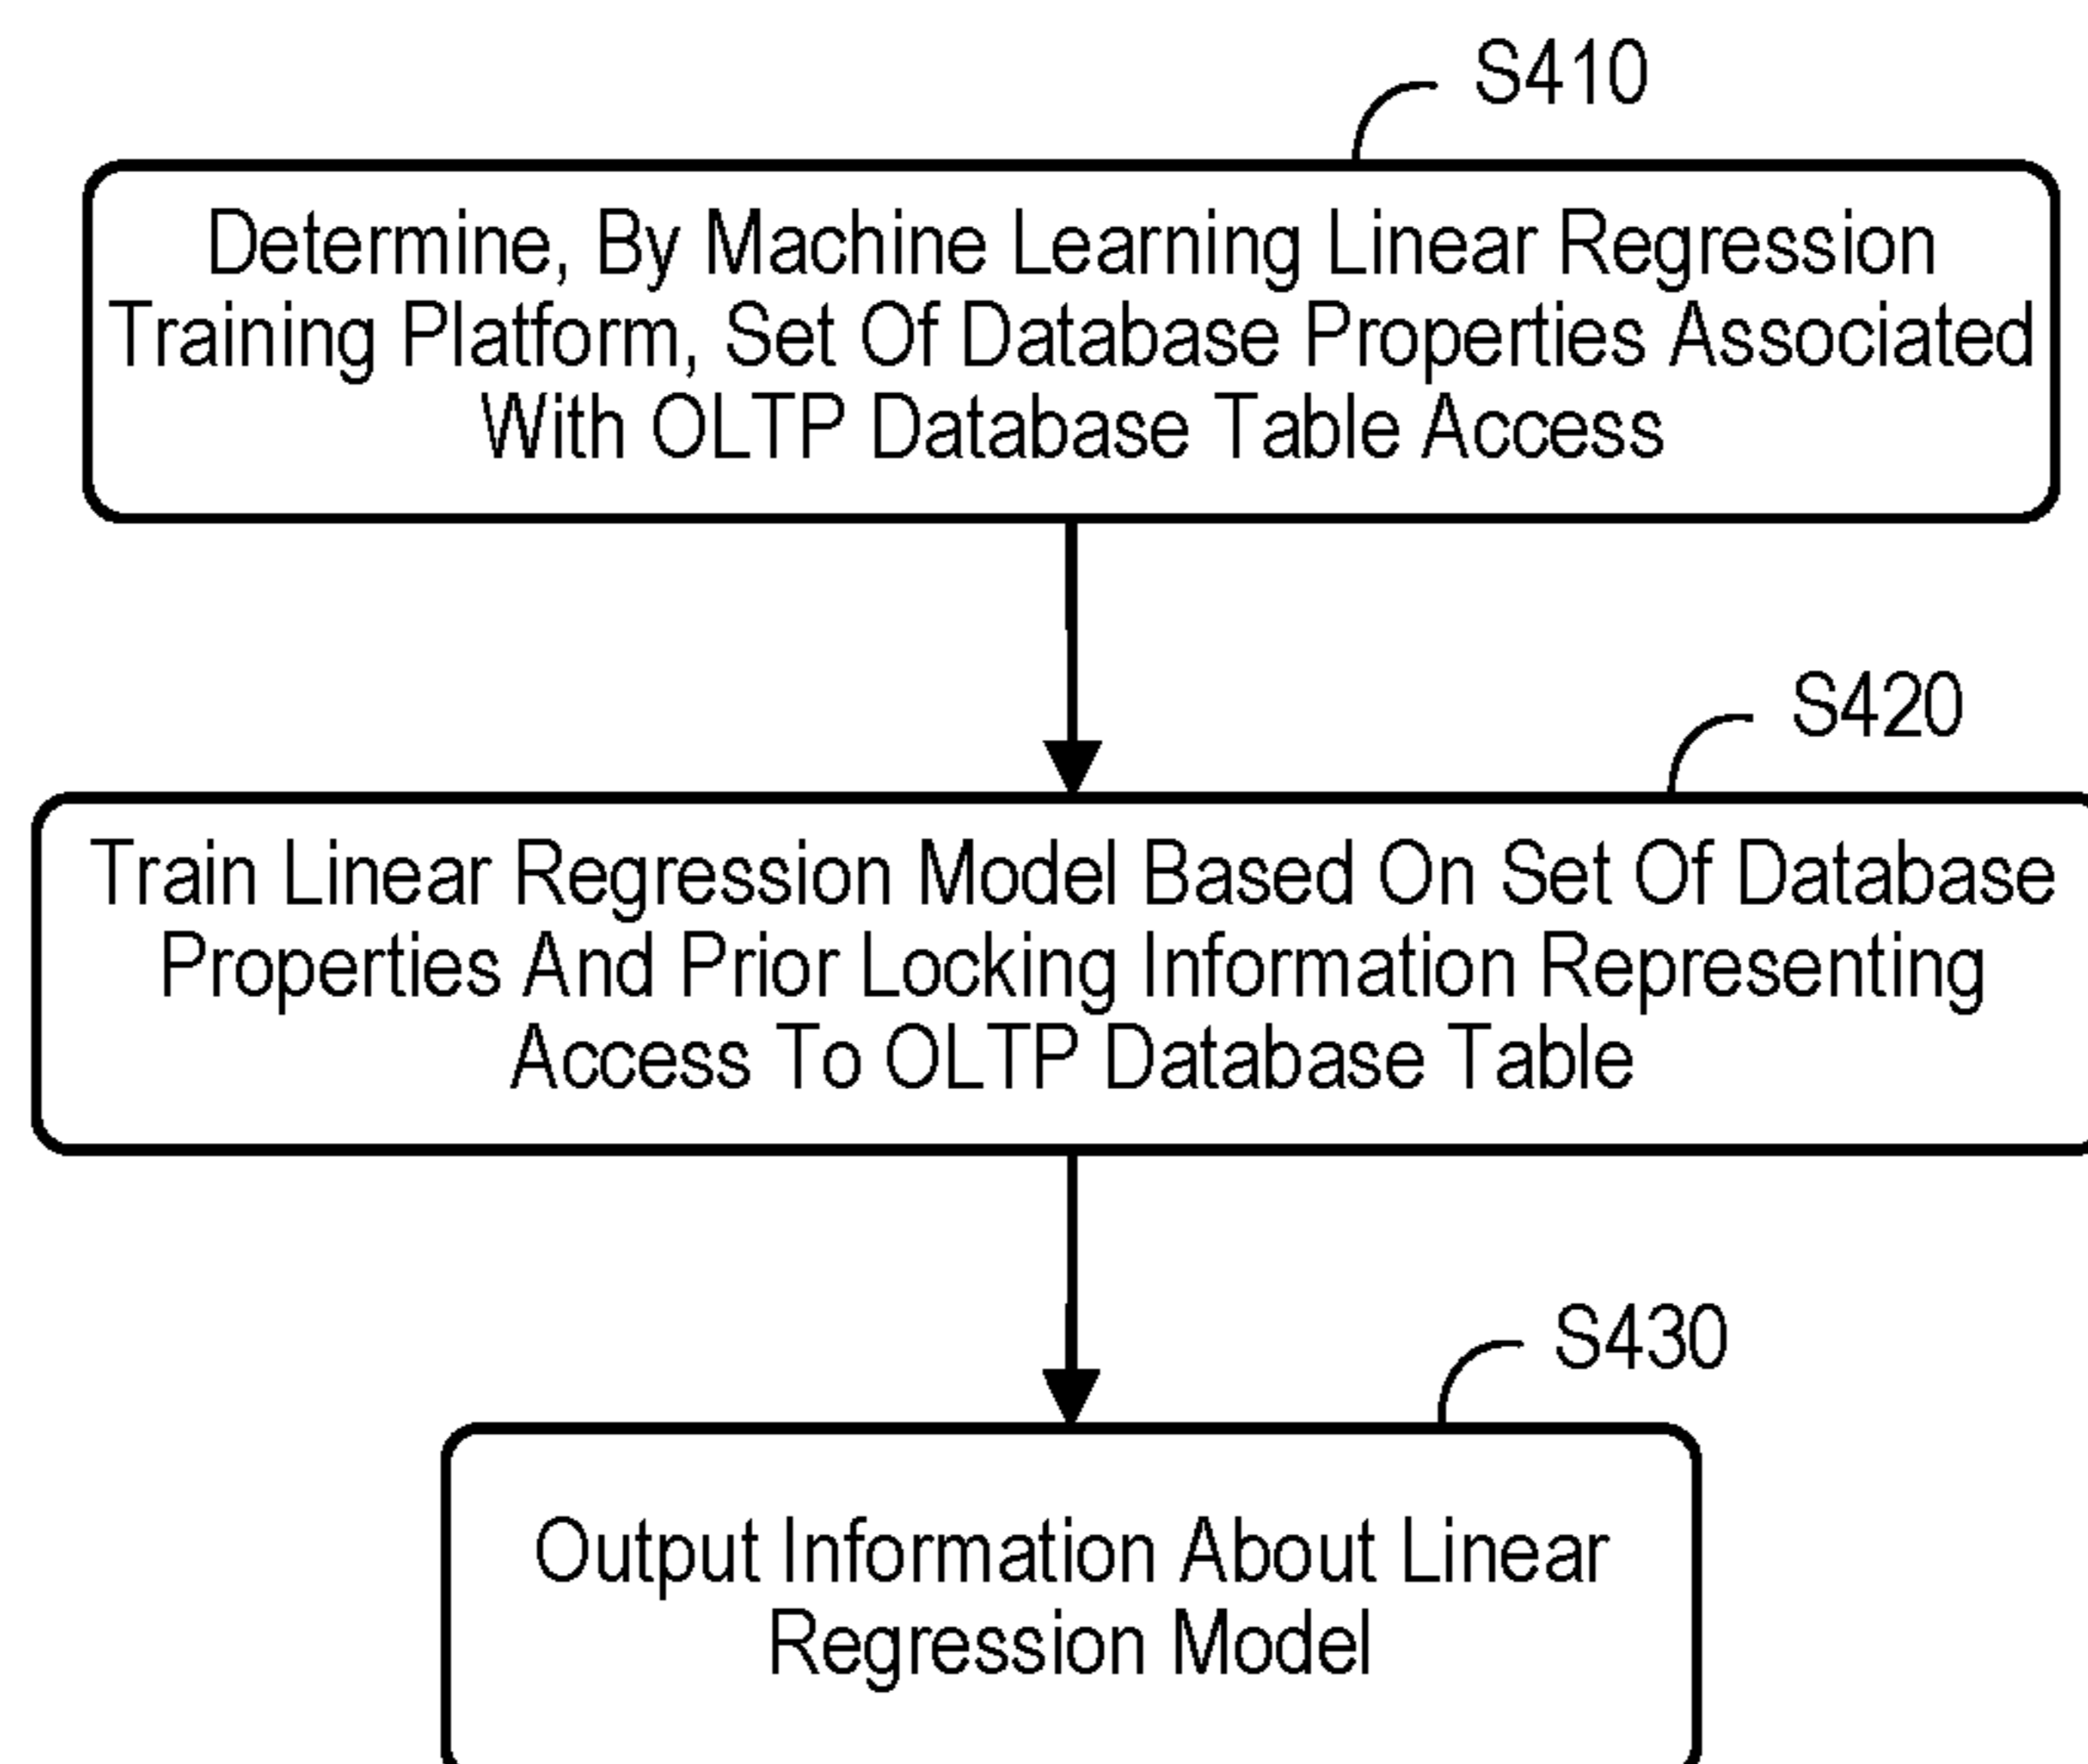 S410
Determine, By Machine Learning Linear Regression
Training Platform, Set Of Database Properties Associated
With OLTP Database Table Access
S420
Train Linear Regression Model Based On Set Of Database
Properties And Prior Locking Information Representing
Access To OLTP Database Table
S430
Output Information About Linear
Regression Model